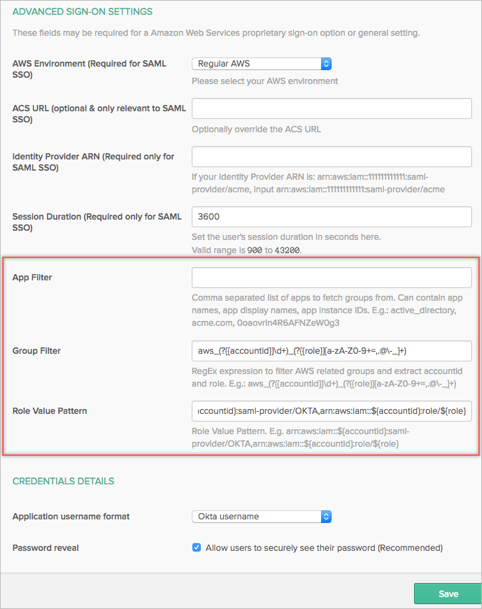 ADVANCED SIGN-ON SETTINGS
These fields may be required for a Amazon Web Services proprietary sign-on option or general setting.
AWS Environment (Required for SAML
SSO)
Regular AWS
Please select your AWS environment
ACS URL (optional & only relevant to SAML
SSO)
Optionally override the ACS URL
Identity Provider ARN (Required only for
SAML SSO)
If your Identity Provider ARN is: arn:aws:iam::111111111111:saml-
provider/acme, input arn:aws:iam::111111111111:saml-provider/acme
Session Duration (Required only for SAML
SSO)
3600
Set the user's session duration in seconds here.
Valid range is 900 to 43200.
App Filter
Comma separated list of apps to fetch groups from. Can contain app
names, app display names, app instance IDs. E.g.: active_directory,
acme.com, 0oaovrIn4R6AFNZeW0g3
Group Filter
aws_(?{{accountid}}\d+)_(?{{role}}[a-zA-Z0-9+=,.@\-_]+)
RegEx expression to filter AWS related groups and extract accountid
and role. E.g.: aws_(?{{accountid}}\d+)_(?{{role}}[a-zA-Z0-9+=,.@\-_]+)
Role Value Pattern
ccountid}:saml-provider/OKTA,arn:aws:iam::${accountid}:role/${role}
Role Value Pattern. E.g. arn:aws:iam::${accountid}:saml-
provider/OKTA,arn:aws:iam::${accountid}:role/${role}
CREDENTIALS DETAILS
Application username format
Okta username
Password reveal
Allow users to securely see their password (Recommended)
Save